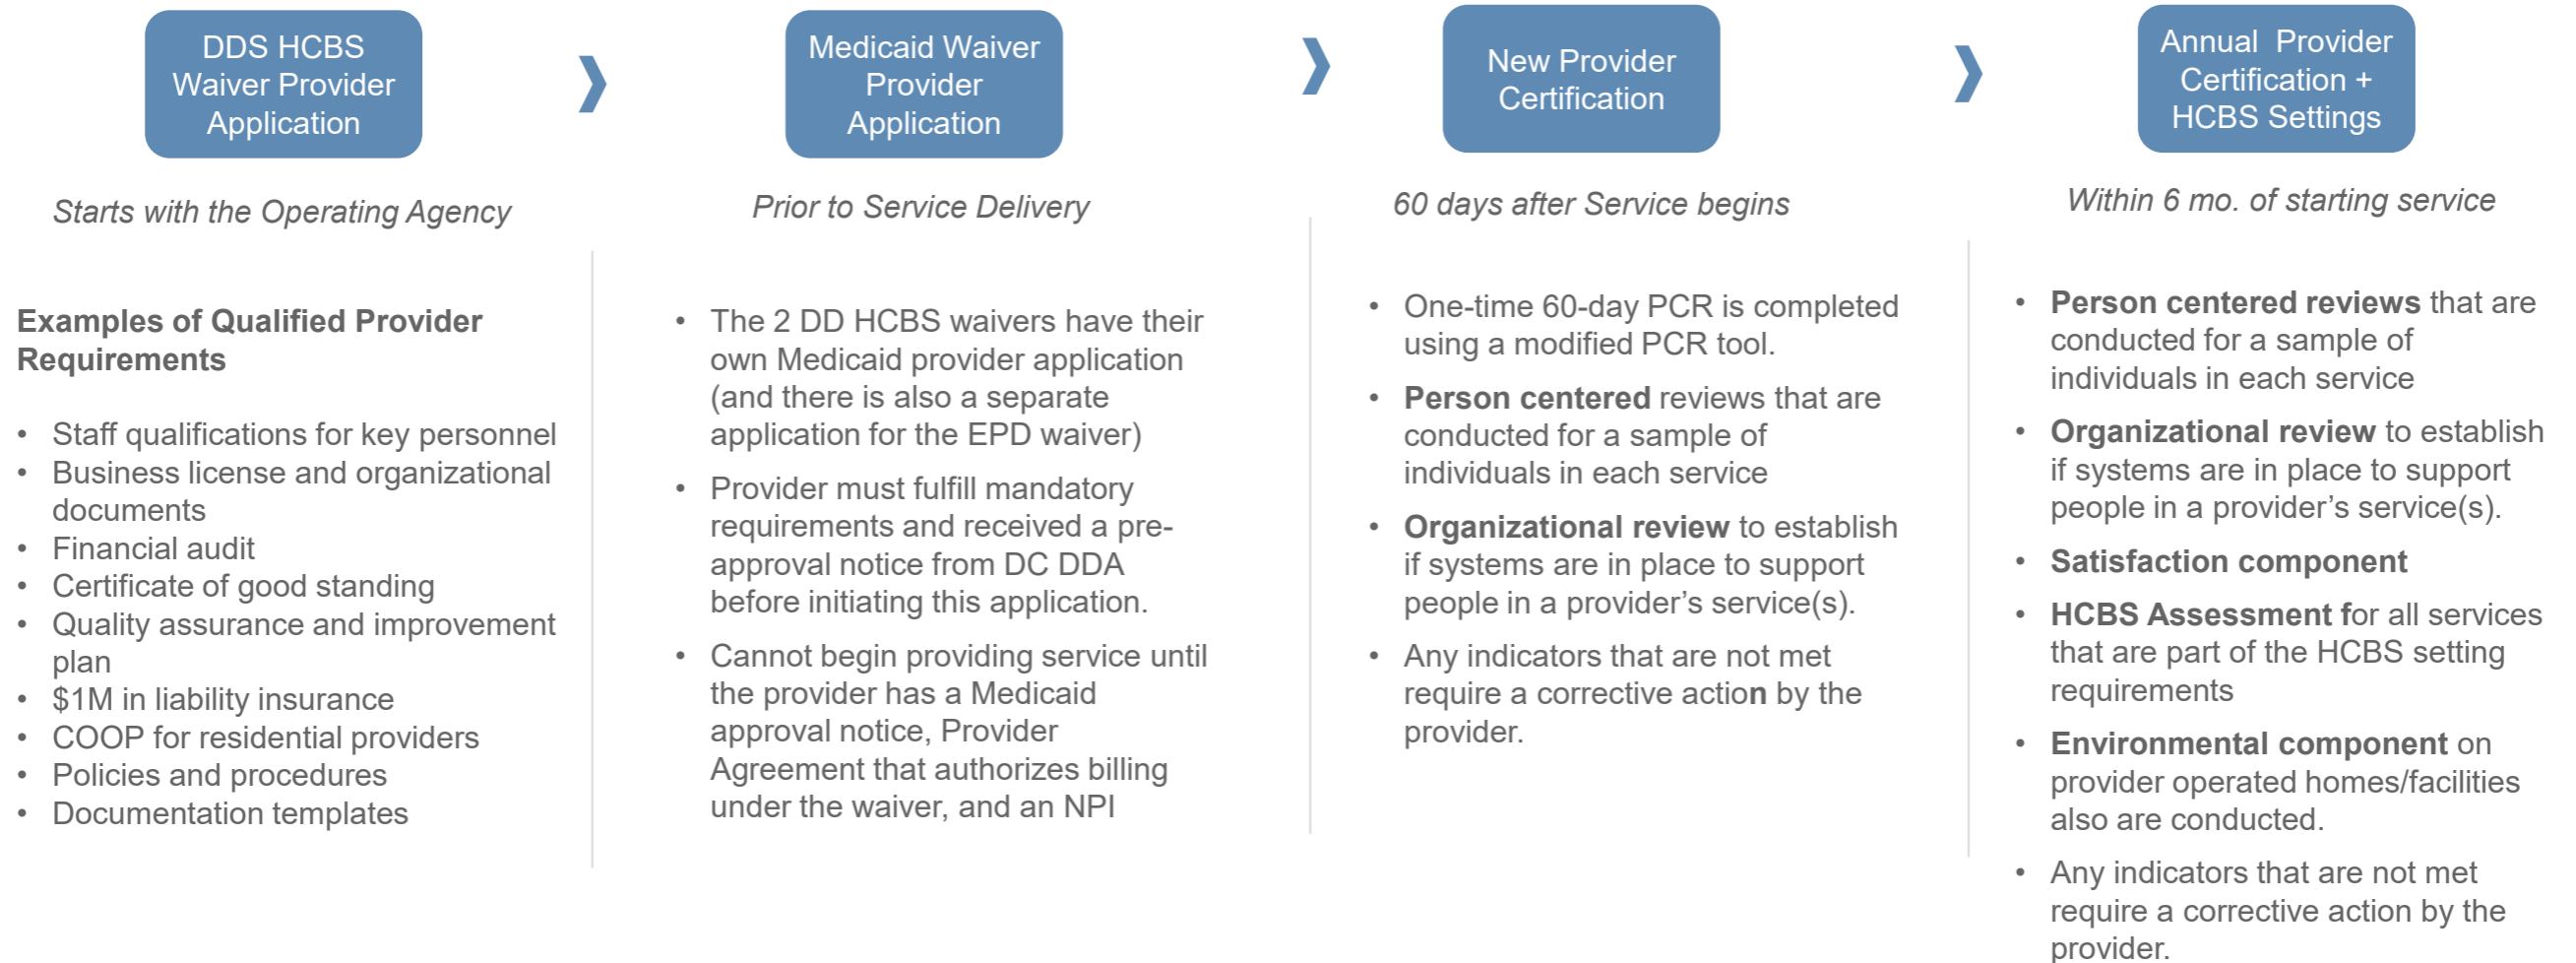 DDS HCBS
Waiver Provider
Application
Starts with the Operating Agency
Examples of Qualified Provider
Requirements
• Staff qualifications for key personnel
• Business license and organizational
documents
• Financial audit
• Certificate of good standing
• Quality assurance and improvement
plan
• $1M in liability insurance
• COOP for residential providers
• Policies and procedures
• Documentation templates
Medicaid Waiver
Provider
Application
Prior to Service Delivery
• The 2 DD HCBS waivers have their
own Medicaid provider application
(and there is also a separate
application for the EPD waiver)
• Provider must fulfill mandatory
requirements and received a pre-
approval notice from DC DDA
before initiating this application.
• Cannot begin providing service until
the provider has a Medicaid
approval notice, Provider
Agreement that authorizes billing
under the waiver, and an NPI
New Provider
Certification
60 days after Service begins
• One-time 60-day PCR is completed
using a modified PCR tool.
• Person centered reviews that are
conducted for a sample of
individuals in each service
• Organizational review to establish
if systems are in place to support
people in a provider’s service(s).
• Any indicators that are not met
require a corrective action by the
provider.
Annual Provider
Certification +
HCBS Settings
Within 6 mo. of starting service
• Person centered reviews that are
conducted for a sample of
individuals in each service
• Organizational review to establish
if systems are in place to support
people in a provider’s service(s).
• Satisfaction component
• HCBS Assessment for all services
that are part of the HCBS setting
requirements
• Environmental component on
provider operated homes/facilities
also are conducted.
• Any indicators that are not met
require a corrective action by the
provider.